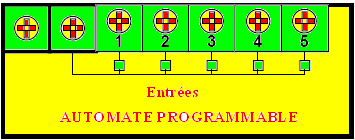 1 2 3 4 5
Entrées
AUTOMATE PROGRAMMABLE